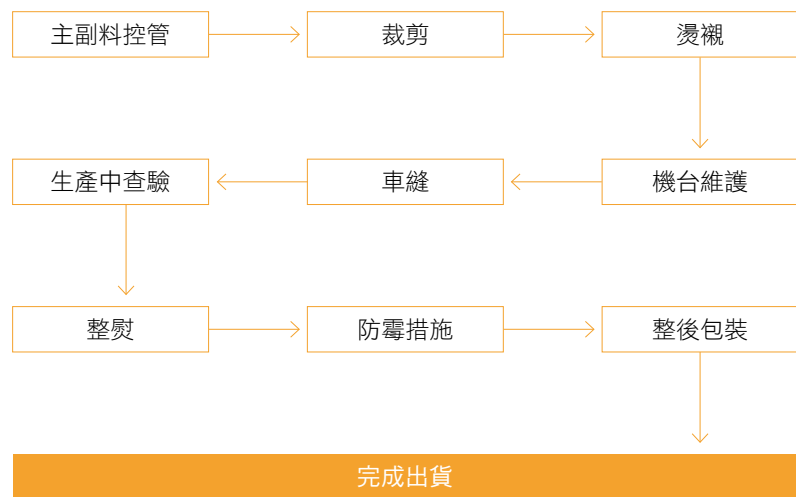 主副料控管
裁剪
燙襯
機台維護
車縫
生產中查驗
整熨
防霉措施
整後包裝
完成出貨